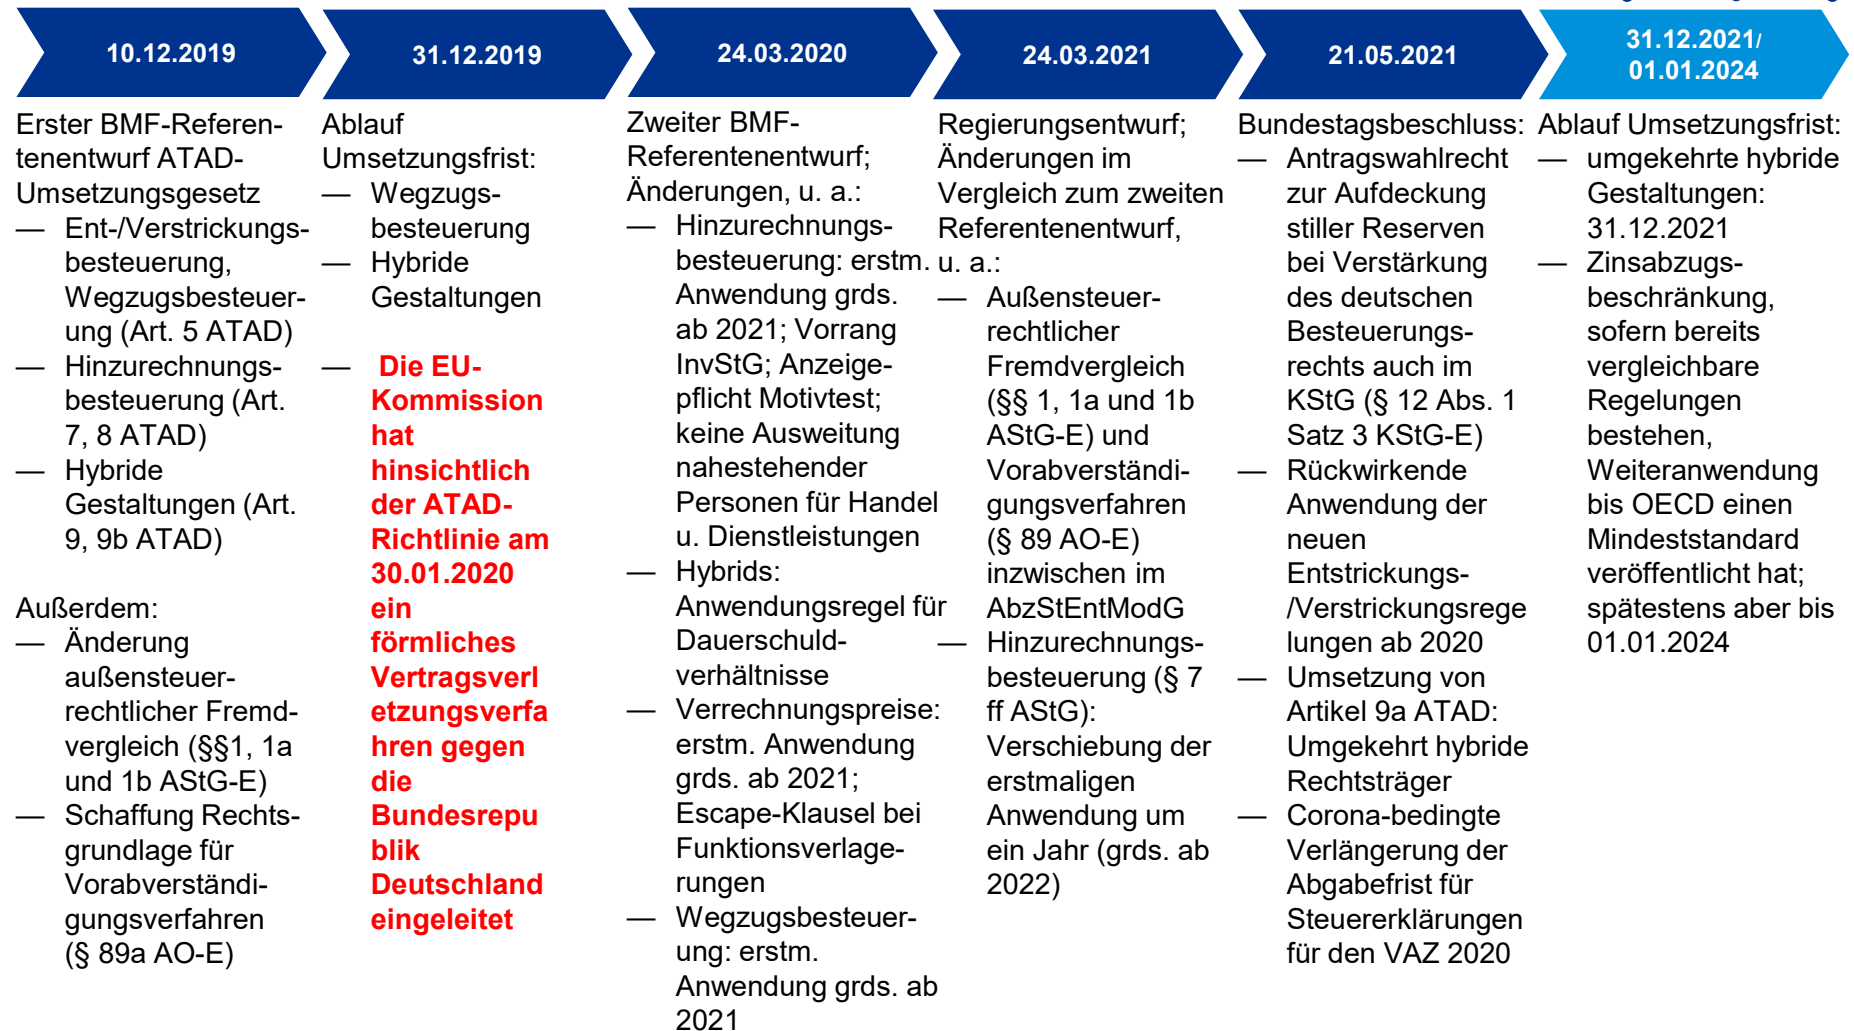 10.12.2019
31.12.2019
24.03.2020
24.03.2021
21.05.2021
31.12.2021/
01.01.2024
Erster BMF-Referen-
tenentwurf ATAD-
Umsetzungsgesetz
— Ent-/Verstrickungs-
besteuerung,
Wegzugsbesteuer-
ung (Art. 5 ATAD)
— Hinzurechnungs-
besteuerung (Art.
7, 8 ATAD)
— Hybride
Gestaltungen (Art.
9, 9b ATAD)
Außerdem:
— Änderung
außensteuer-
rechtlicher Fremd-
vergleich (§§1, 1a
und 1b AStG-E)
— Schaffung Rechts-
grundlage für
Vorabverständi-
gungsverfahren
(§ 89a AO-E)
Ablauf
Umsetzungsfrist:
— Wegzugs-
besteuerung
— Hybride
Gestaltungen
— Die EU-
Kommission
hat
hinsichtlich
der ATAD-
Richtlinie am
30.01.2020
ein
förmliches
Vertragsverl
etzungsverfa
hren gegen
die
Bundesrepu
blik
Deutschland
eingeleitet
Zweiter BMF-
Referentenentwurf;
Änderungen, u. a.:
— Hinzurechnungs-
besteuerung: erstm.
Anwendung grds.
ab 2021; Vorrang
InvStG; Anzeige-
pflicht Motivtest;
keine Ausweitung
nahestehender
Personen für Handel
u. Dienstleistungen
— Hybrids:
Anwendungsregel für
Dauerschuld-
verhältnisse
— Verrechnungspreise:
erstm. Anwendung
grds. ab 2021;
Escape-Klausel bei
Funktionsverlage-
rungen
— Wegzugsbesteuer-
ung: erstm.
Anwendung grds. ab
2021
Regierungsentwurf;
Änderungen im
Vergleich zum zweiten
Referentenentwurf,
u. a.:
— Außensteuer-
rechtlicher
Fremdvergleich
(§§ 1, 1a und 1b
AStG-E) und
Vorabverständi-
gungsverfahren
(§ 89 AO-E)
inzwischen im
AbzStEntModG
— Hinzurechnungs-
besteuerung (§ 7
ff AStG):
Verschiebung der
erstmaligen
Anwendung um
ein Jahr (grds. ab
2022)
Bundestagsbeschluss:
— Antragswahlrecht
zur Aufdeckung
stiller Reserven
bei Verstärkung
des deutschen
Besteuerungs-
rechts auch im
KStG (§ 12 Abs. 1
Satz 3 KStG-E)
— Rückwirkende
Anwendung der
neuen
Entstrickungs-
/Verstrickungsrege
lungen ab 2020
— Umsetzung von
Artikel 9a ATAD:
Umgekehrt hybride
Rechtsträger
— Corona-bedingte
Verlängerung der
Abgabefrist für
Steuererklärungen
für den VAZ 2020
Ablauf Umsetzungsfrist:
— umgekehrte hybride
Gestaltungen:
31.12.2021
— Zinsabzugs-
beschränkung,
sofern bereits
vergleichbare
Regelungen
bestehen,
Weiteranwendung
bis OECD einen
Mindeststandard
veröffentlicht hat;
spätestens aber bis
01.01.2024